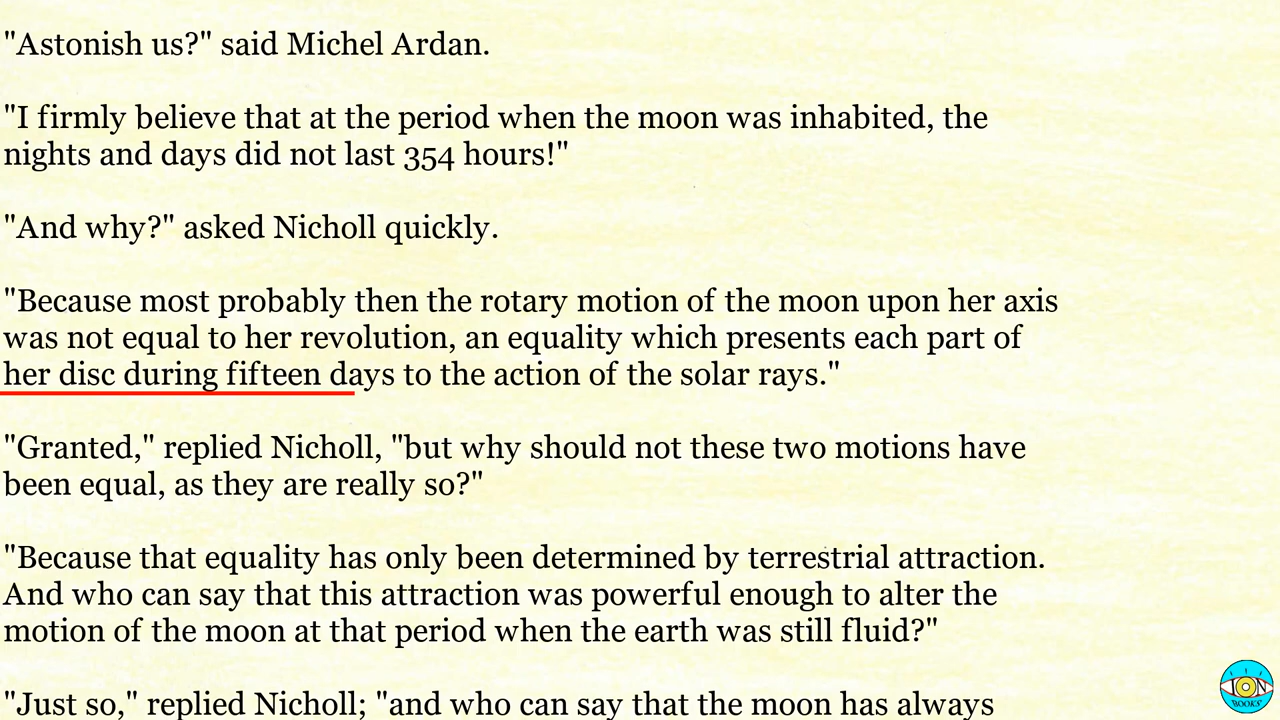 "Astonish us?" said Michel Ardan.
"I firmly believe that at the period when the moon was inhabited, the
nights and days did not last 354 hours!"
"And why?" asked Nicholl quickly.
"Because most probably then the rotary motion of the moon upon her axis
was not equal to her revolution, an equality which presents each part of
her disc during fifteen days to the action of the solar rays."
"Granted," replied Nicholl, "but why should not these two motions have
been equal, as they are really so?"
"Because that equality has only been determined by terrestrial attraction.
And who can say that this attraction was powerful enough to alter the
motion of the moon at that period when the earth was still fluid?"
"Just so," replied Nicholl; "and who can say that the moon has always
ION
BOOKS